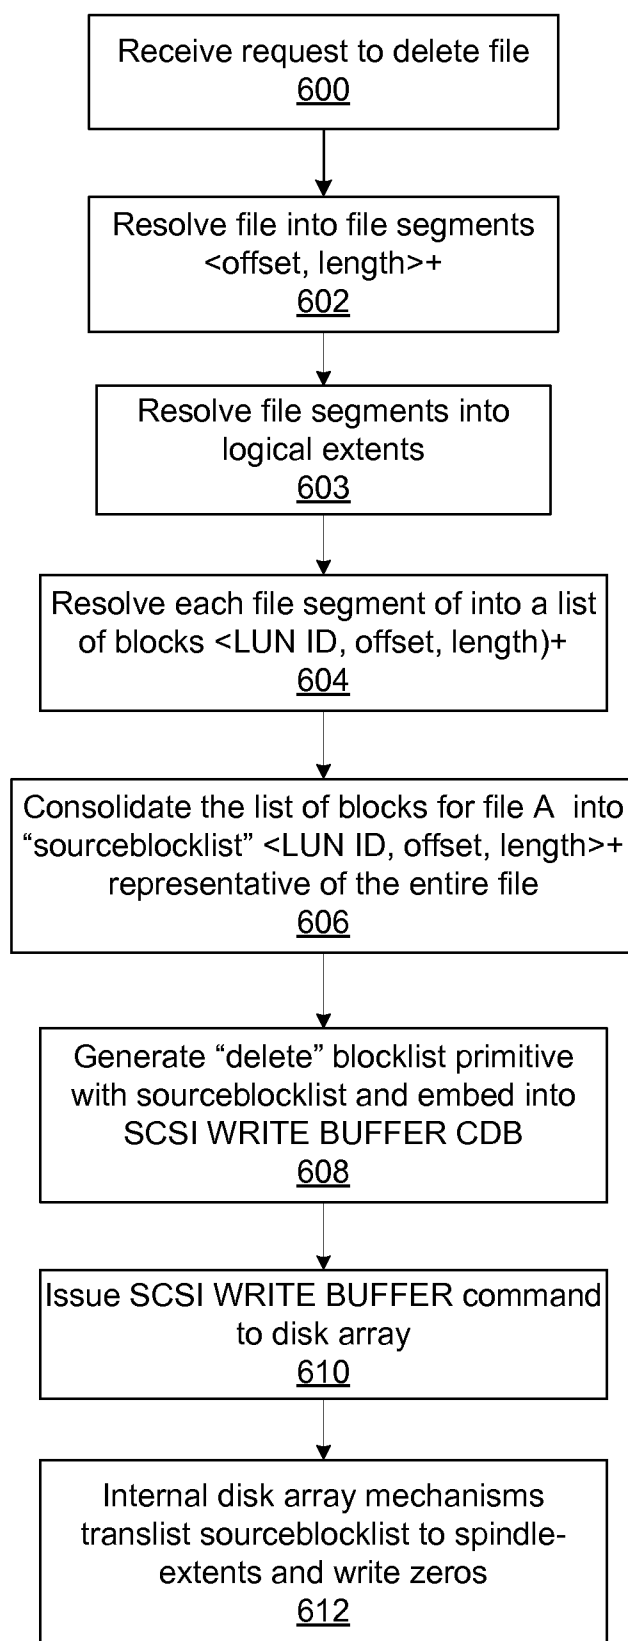 Receive request to delete file
600
Resolve file into file segments
<offset, length>+
602
Resolve file segments into
logical extents
603
Resolve each file segment of into a list
of blocks <LUN ID, offset, length)+
604
Consolidate the list of blocks for file A into
“sourceblocklist” <LUN ID, offset, length>+
representative of the entire file
606
Generate “delete” blocklist primitive
with sourceblocklist and embed into
SCSI WRITE BUFFER CDB
608
Issue SCSI WRITE BUFFER command
to disk array
610
Internal disk array mechanisms
translist sourceblocklist to spindle-
extents and write zeros
612